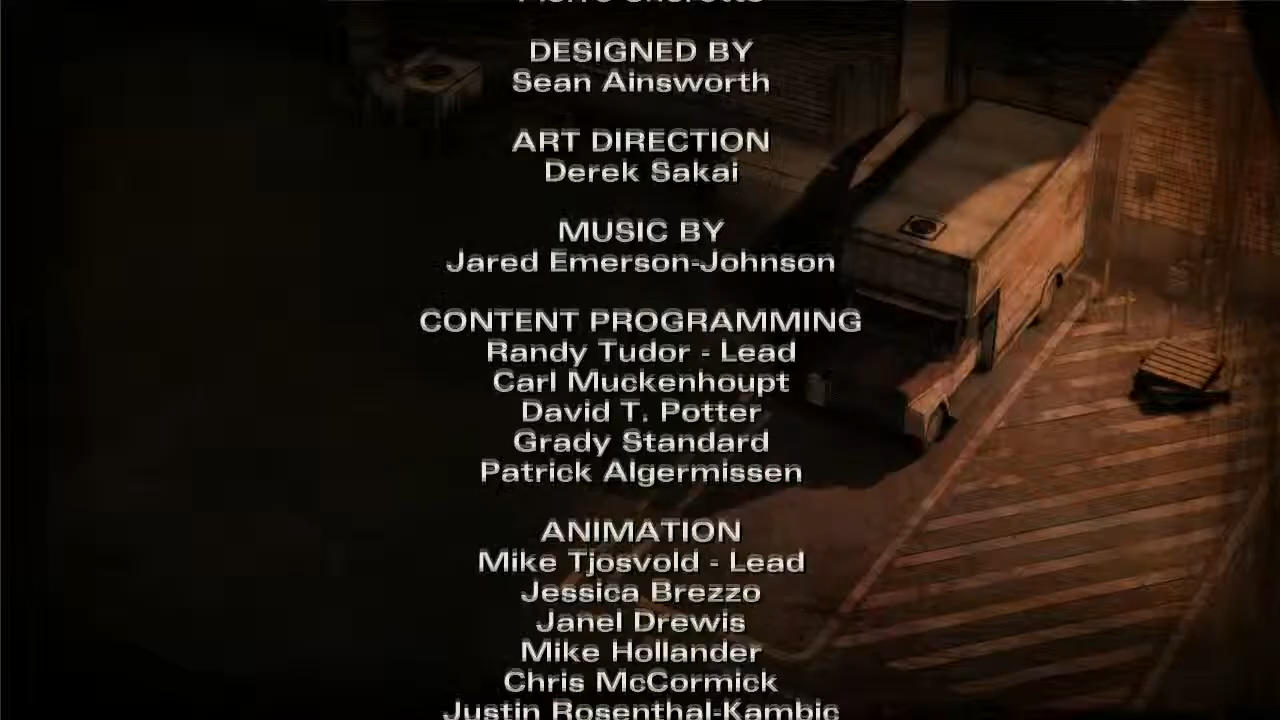 DESIGNED BY
Sean Ainsworth
ART DIRECTION
Derek Sakai
MUSIC BY
Jared Emerson-Johnson
CONTENT PROGRAMMING
Randy Tudor - Lead
Carl Muckenhoupt
David T. Potter
Grady Standard
Patrick Algermissen
ANIMATION
Mike Tjosvold - Lead
Jessica Brezzo
Janel Drewis
Mike Hollander
Chris McCormick
Justin Rosenthal-Kambic